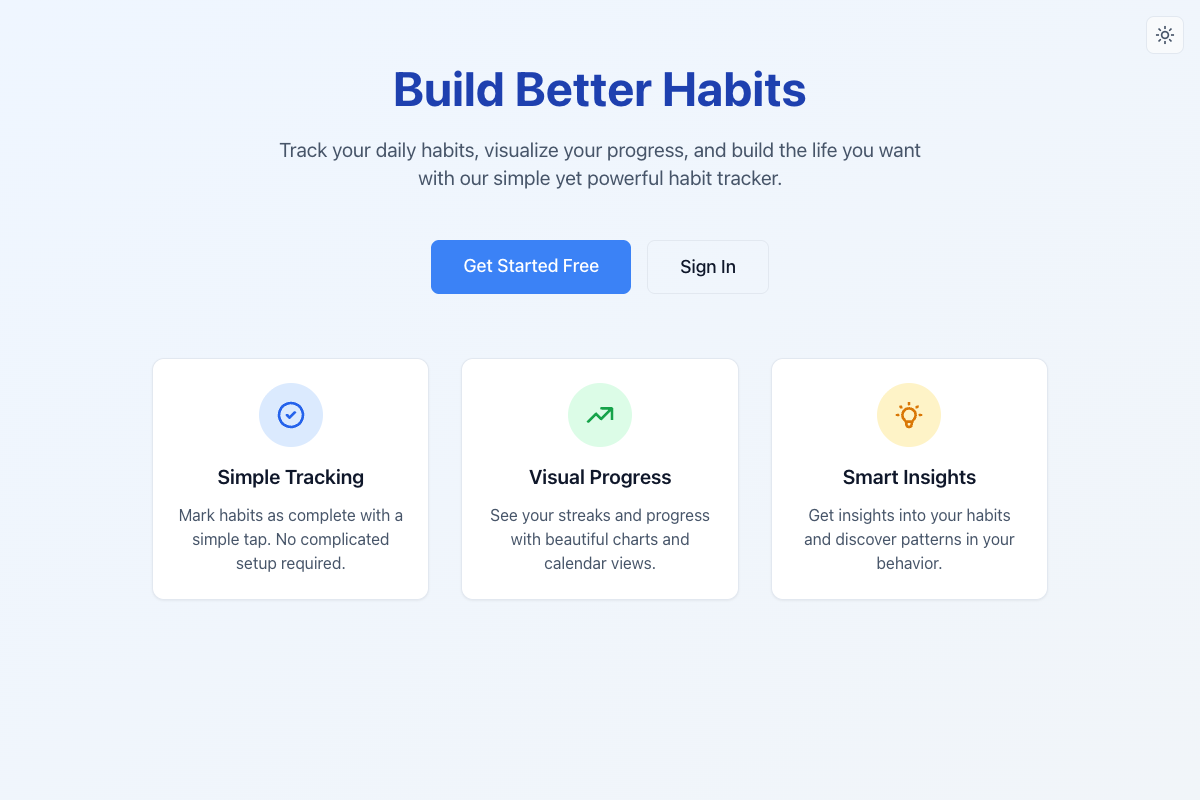 Build Better Habits
Track your daily habits, visualize your progress, and build the life you want
with our simple yet powerful habit tracker.
Get Started Free
Sign In
Simple Tracking
Mark habits as complete with a
simple tap. No complicated
setup required.
Visual Progress
See your streaks and progress
with beautiful charts and
calendar views.
Smart Insights
Get insights into your habits
and discover patterns in your
behavior.